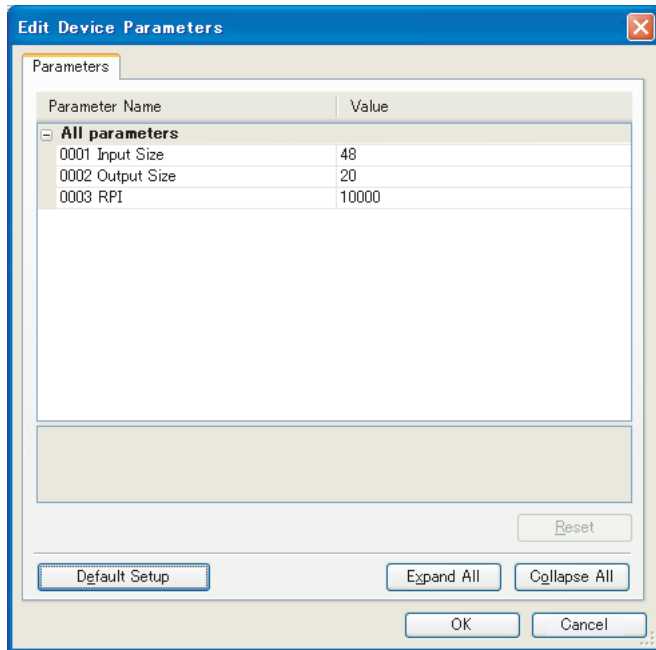 Edit Device Parameters
Parameters
Parameter Name Value
All parameters
0001 Input Size 48
0002 Output Size 20
0003 RPI 10000
Reset
Default Setup Expand All Collapse All
OK Cancel